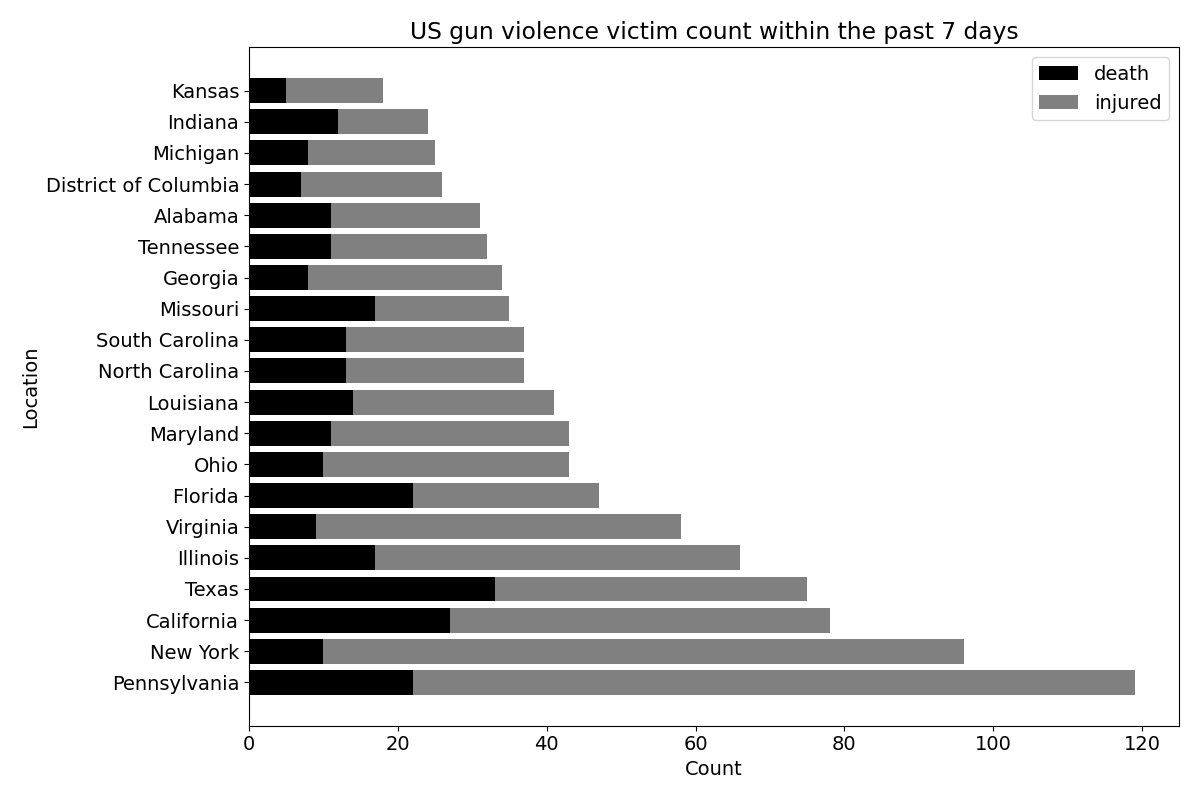 US gun violence victim count within the past 7 days
death
injured
Kansas
Indiana
Michigan
District of Columbia
Alabama
Tennessee
Georgia
Missouri
South Carolina
North Carolina
Louisiana
Maryland
Ohio
Florida
Virginia
Illinois
Texas
California
New York
Pennsylvania
Location
0 20 40 60 80 100 120
Count